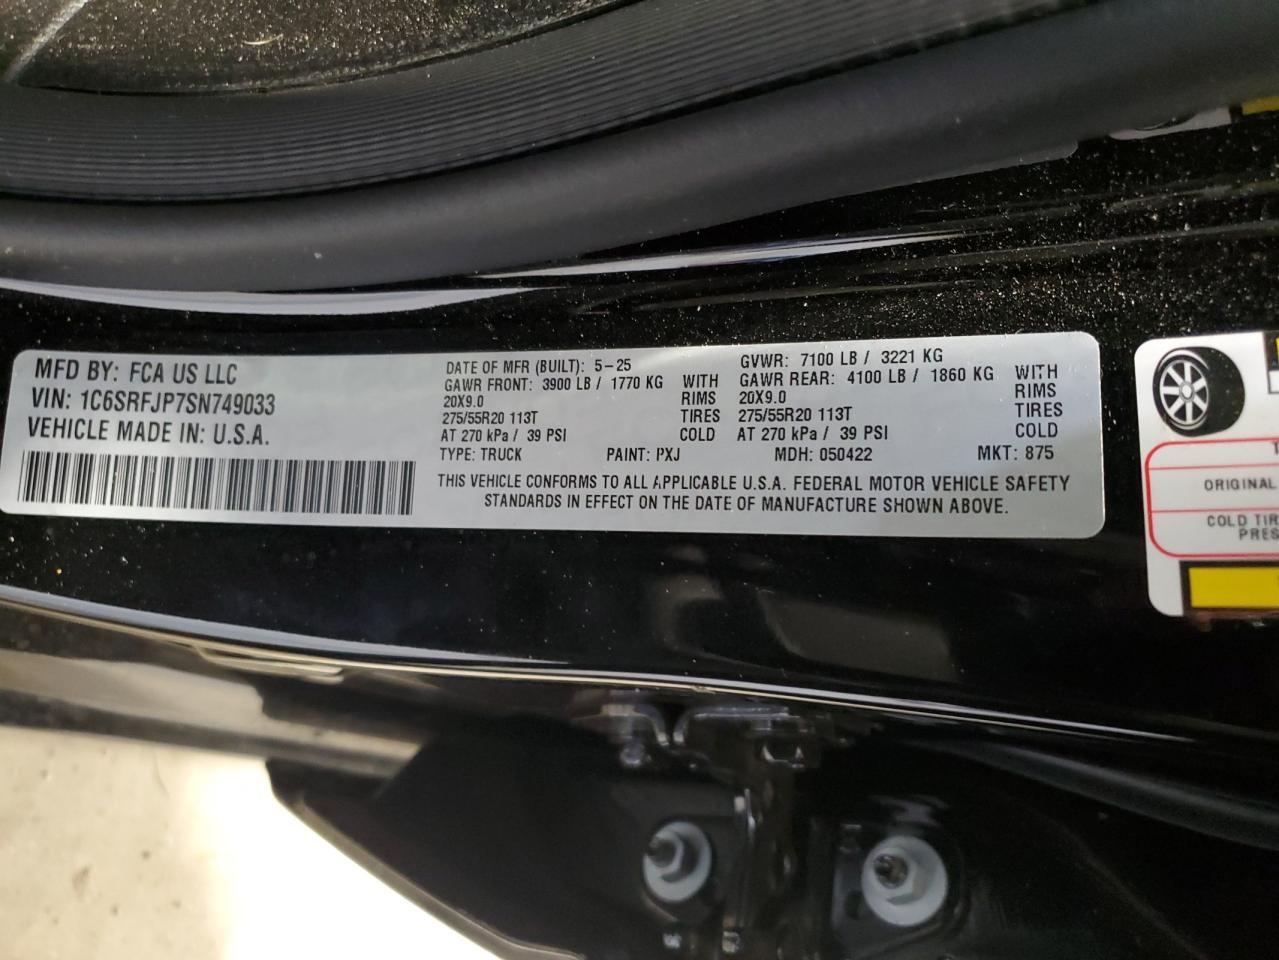 MFD BY: FCA US LLC
VIN: 1C6SRFJP7SN749033
VEHICLE MADE IN: U.S.A.
DATE OF MFR (BUILT): 5-25
GAWR FRONT: 3900 LB / 1770 KG WITH
20X9.0 RIMS
275/55R20 113T TIRES
AT 270 kPa / 39 PSI COLD
GVWR: 7100 LB / 3221 KG
GAWR REAR: 4100 LB / 1860 KG WITH
20X9.0 RIMS
275/55R20 113T TIRES
AT 270 kPa / 39 PSI COLD
TYPE: TRUCK PAINT: PXJ MDH: 050422 MKT: 875
THIS VEHICLE CONFORMS TO ALL APPLICABLE U.S.A. FEDERAL MOTOR VEHICLE SAFETY
STANDARDS IN EFFECT ON THE DATE OF MANUFACTURE SHOWN ABOVE.
ORIGINAL
COLD